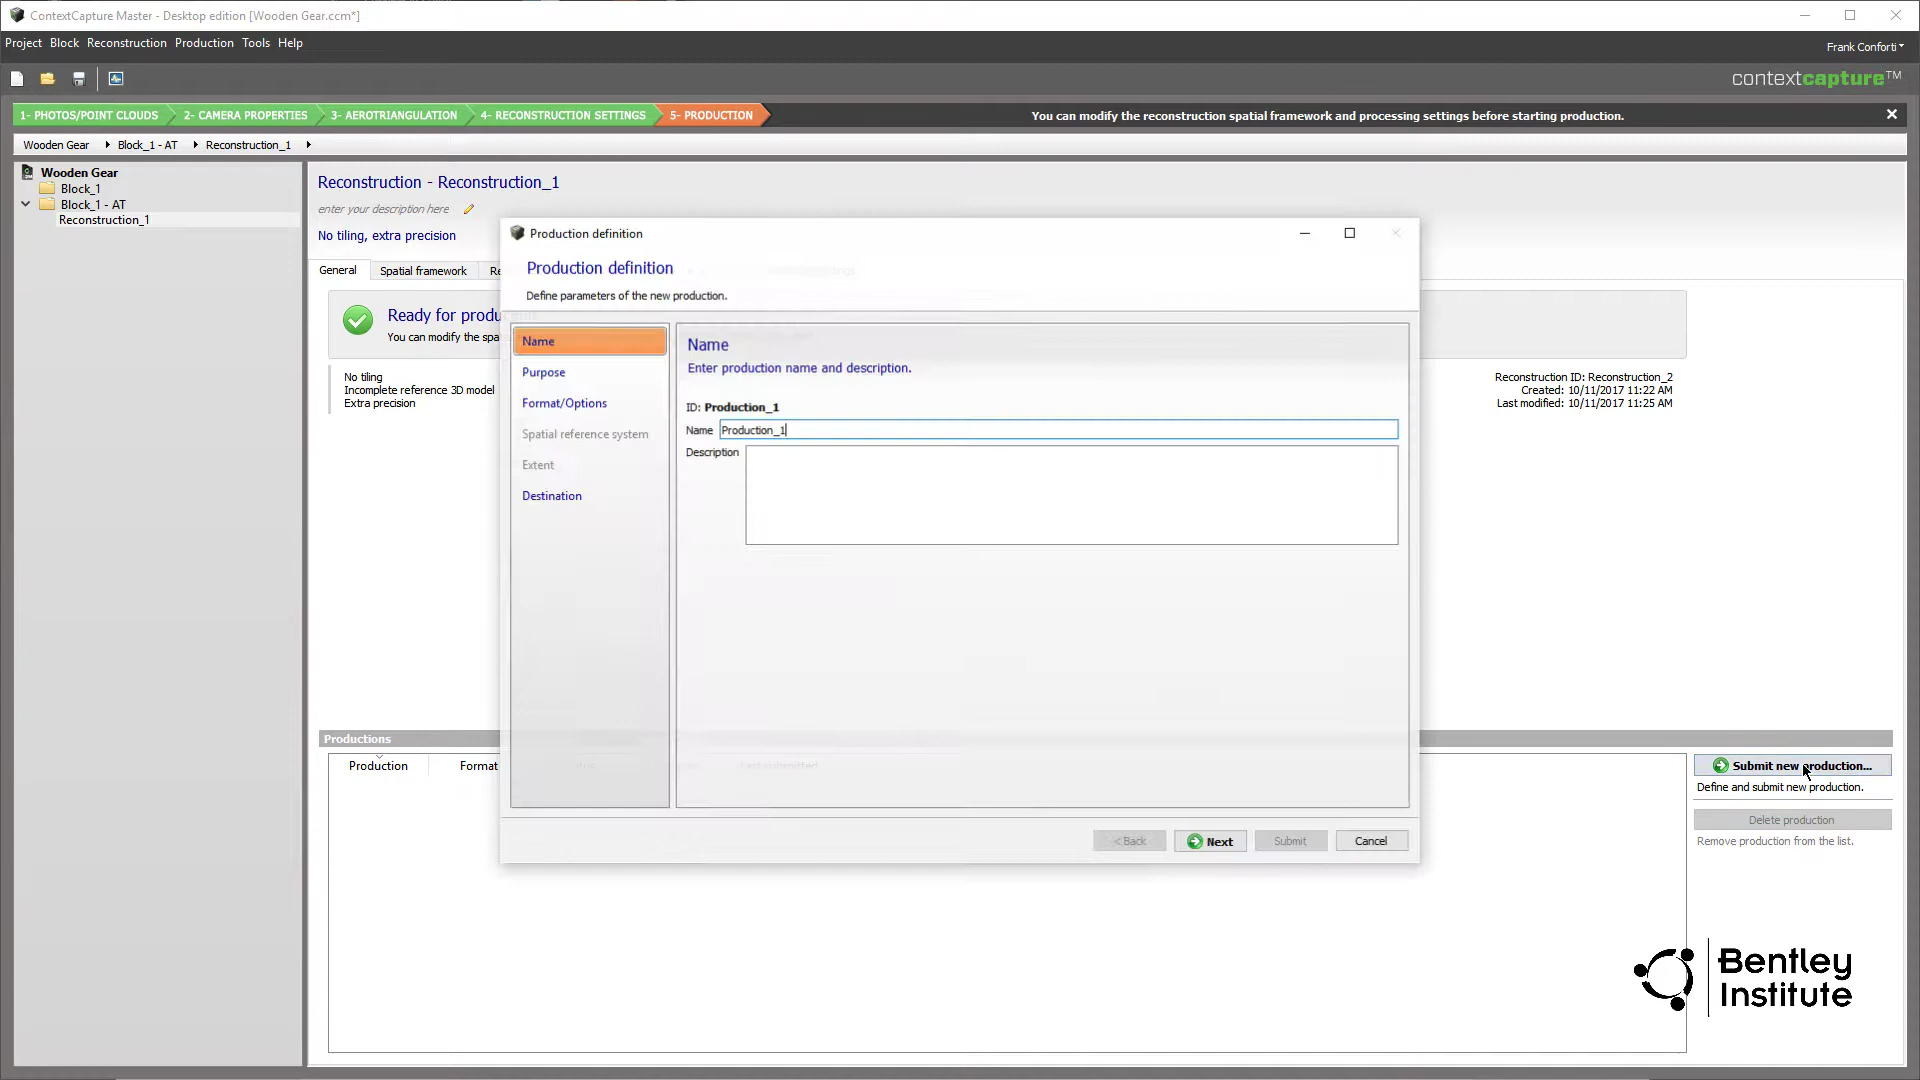 ContextCapture Master - Desktop edition [Wooden Gear.ccm*]
Project Block Reconstruction Production Tools Help
Frank Conforti
contextcapture™
1- PHOTOS/POINT CLOUDS 2- CAMERA PROPERTIES 3- AEROTRIANGULATION 4- RECONSTRUCTION SETTINGS 5- PRODUCTION
You can modify the reconstruction spatial framework and processing settings before starting production.
Wooden Gear Block_1 - AT Reconstruction_1
Wooden Gear
Block_1
Block_1 - AT
Reconstruction_1
Reconstruction - Reconstruction_1
enter your description here
No tiling, extra precision
General Spatial framework Re
Ready for produ
You can modify the spa
No tiling
Incomplete reference 3D model
Extra precision
Reconstruction ID: Reconstruction_2
Created: 10/11/2017 11:22 AM
Last modified: 10/11/2017 11:25 AM
Production definition
Production definition
Define parameters of the new production.
Name
Purpose
Format/Options
Spatial reference system
Extent
Destination
Name
Enter production name and description.
ID: Production_1
Name Production_1
Description
< Back Next Submit Cancel
Productions
Production Format
Last submitted
Submit new production...
Define and submit new production.
Delete production
Remove production from the list.
Bentley
Institute